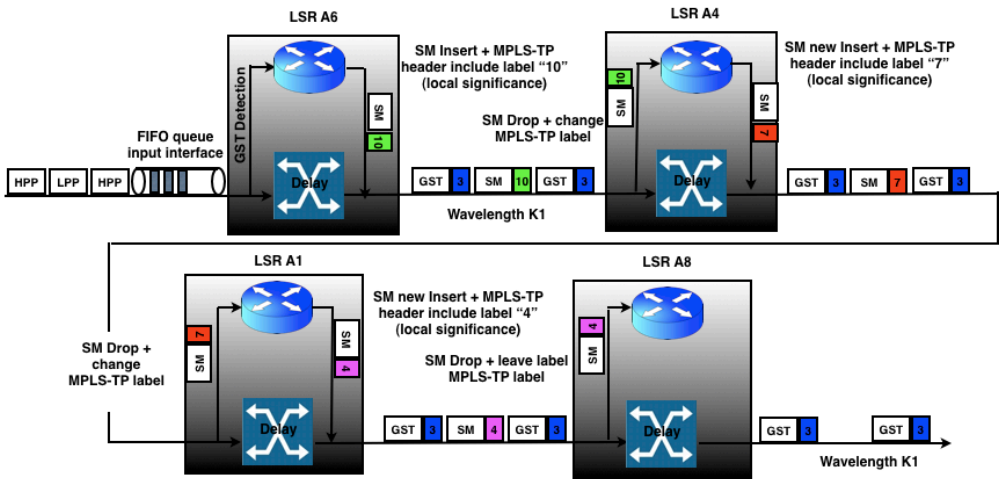 LSR A6
LSR A4
SM Insert + MPLS-TP
header include label “10”
(local significance)
SM new Insert + MPLS-TP
header include label “7”
(local significance)
GST Detection
SM
10
10
SM
SM
7
SM Drop + change
MPLS-TP label
FIFO queue
input interface
HPP
LPP
HPP
Delay
GST
3
SM
10
GST
3
Delay
GST
3
SM
7
GST
3
Wavelength K1
LSR A1
LSR A8
SM new Insert + MPLS-TP
header include label “4”
(local significance)
7
SM
SM
4
4
SM
SM Drop +
change
MPLS-TP label
SM Drop + leave label
MPLS-TP label
Delay
GST
3
SM
4
GST
3
Delay
GST
3
GST
3
Wavelength K1